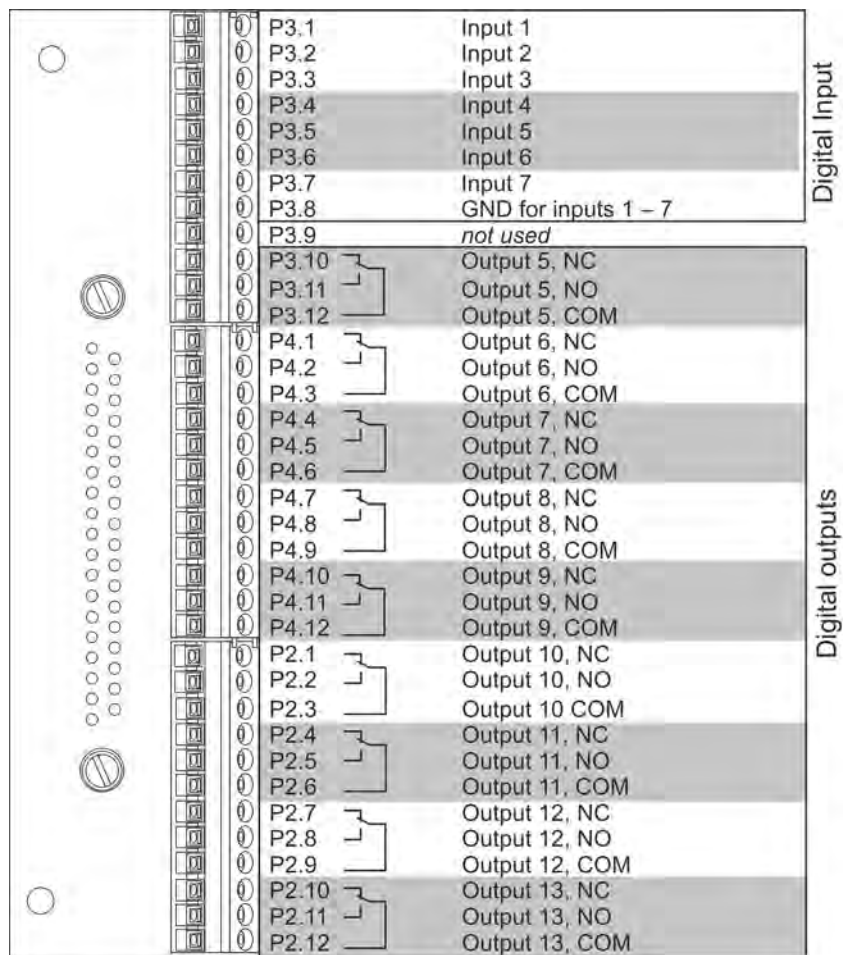 P3.1 Input 1
P3.2 Input 2
P3.3 Input 3
P3.4 Input 4
P3.5 Input 5
P3.6 Input 6
P3.7 Input 7
P3.8 GND for inputs 1 – 7
Digital Input
P3.9 not used
P3.10 Output 5, NC
P3.11 Output 5, NO
P3.12 Output 5, COM
P4.1 Output 6, NC
P4.2 Output 6, NO
P4.3 Output 6, COM
P4.4 Output 7, NC
P4.5 Output 7, NO
P4.6 Output 7, COM
P4.7 Output 8, NC
P4.8 Output 8, NO
P4.9 Output 8, COM
P4.10 Output 9, NC
P4.11 Output 9, NO
P4.12 Output 9, COM
P2.1 Output 10, NC
P2.2 Output 10, NO
P2.3 Output 10 COM
P2.4 Output 11, NC
P2.5 Output 11, NO
P2.6 Output 11, COM
P2.7 Output 12, NC
P2.8 Output 12, NO
P2.9 Output 12, COM
P2.10 Output 13, NC
P2.11 Output 13, NO
P2.12 Output 13, COM
Digital outputs